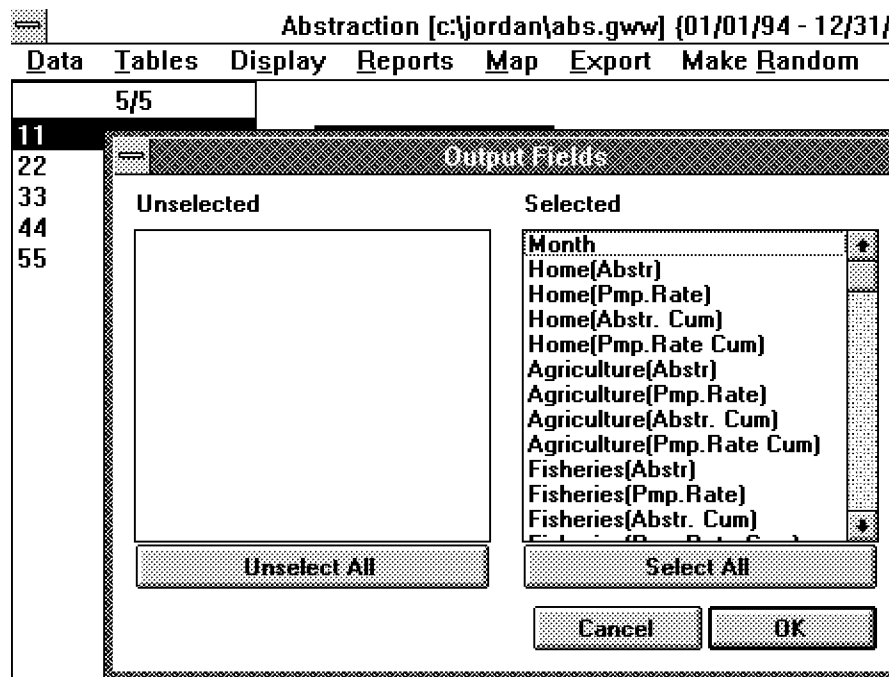 Abstraction [c:\jordan\abs.gww] {01/01/94 - 12/31/
Data Tables Display Reports Map Export Make Random
5/5
11
22
33
44
55
Output Fields
Unselected
Selected
Month
Home(Abstr)
Home(Pmp.Rate)
Home(Abstr. Cum)
Home(Pmp.Rate Cum)
Agriculture(Abstr)
Agriculture(Pmp.Rate)
Agriculture(Abstr. Cum)
Agriculture(Pmp.Rate Cum)
Fisheries(Abstr)
Fisheries(Pmp.Rate)
Fisheries(Abstr. Cum)
Unselect All
Select All
Cancel
OK